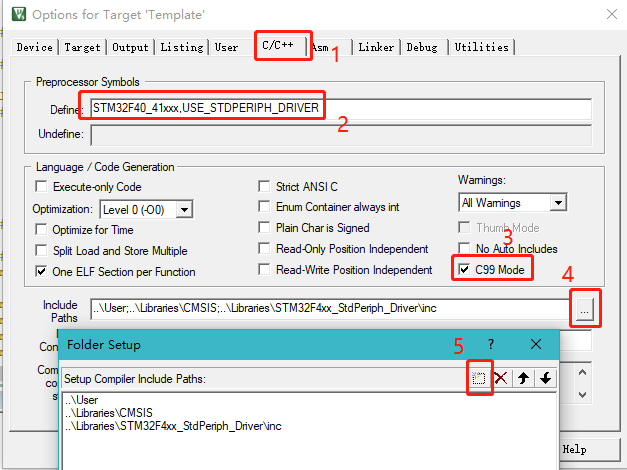 Options for Target 'Template'
Device Target Output Listing User C/C++ Asm Linker Debug Utilities
1
Preprocessor Symbols
Define: STM32F40_41xxx,USE_STDPERIPH_DRIVER
2
Undefine:
Language / Code Generation
Execute-only Code
Strict ANSI C
Warnings:
Optimization: Level 0 (-O0)
Enum Container always int
All Warnings
Optimize for Time
Plain Char is Signed
Thumb Mode
3
Split Load and Store Multiple
Read-Only Position Independent
No Auto Includes
One ELF Section per Function
Read-Write Position Independent
C99 Mode
4
Include Paths
..\User;..\Libraries\CMSIS;..\Libraries\STM32F4xx_StdPeriph_Driver\inc
...
Folder Setup
?
5
Setup Compiler Include Paths:
..\User
..\Libraries\CMSIS
..\Libraries\STM32F4xx_StdPeriph_Driver\inc
Help